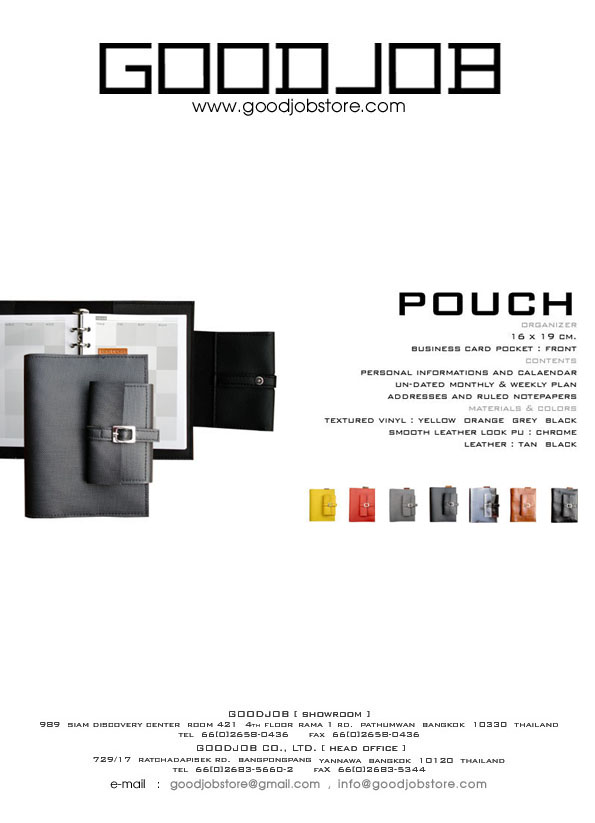 GOODJOB
www.goodjobstore.com
POUCH
ORGANIZER
16 X 19 CM.
BUSINESS CARD POCKET : FRONT
CONTENTS
PERSONAL INFORMATIONS AND CALAENDAR
UN-DATED MONTHLY & WEEKLY PLAN
ADDRESSES AND RULED NOTEPAPERS
MATERIALS & COLORS
TEXTURED VINYL : YELLOW ORANGE GREY BLACK
SMOOTH LEATHER LOOK PU : CHROME
LEATHER : TAN BLACK
GOODJOB [ SHOWROOM ]
989 SIAM DISCOVERY CENTER ROOM 421 4TH FLOOR RAMA 1 RD. PATHUMWAN BANGKOK 10330 THAILAND
TEL 66(0)2658-0436 FAX 66(0)2658-0436
GOODJOB CO., LTD. [ HEAD OFFICE ]
729/17 RATCHADAPISEK RD. BANGPONGPANG YANNAWA BANGKOK 10120 THAILAND
TEL 66(0)2683-5660-2 FAX 66(0)2683-5344
e-mail : goodjobstore@gmail.com , info@goodjobstore.com